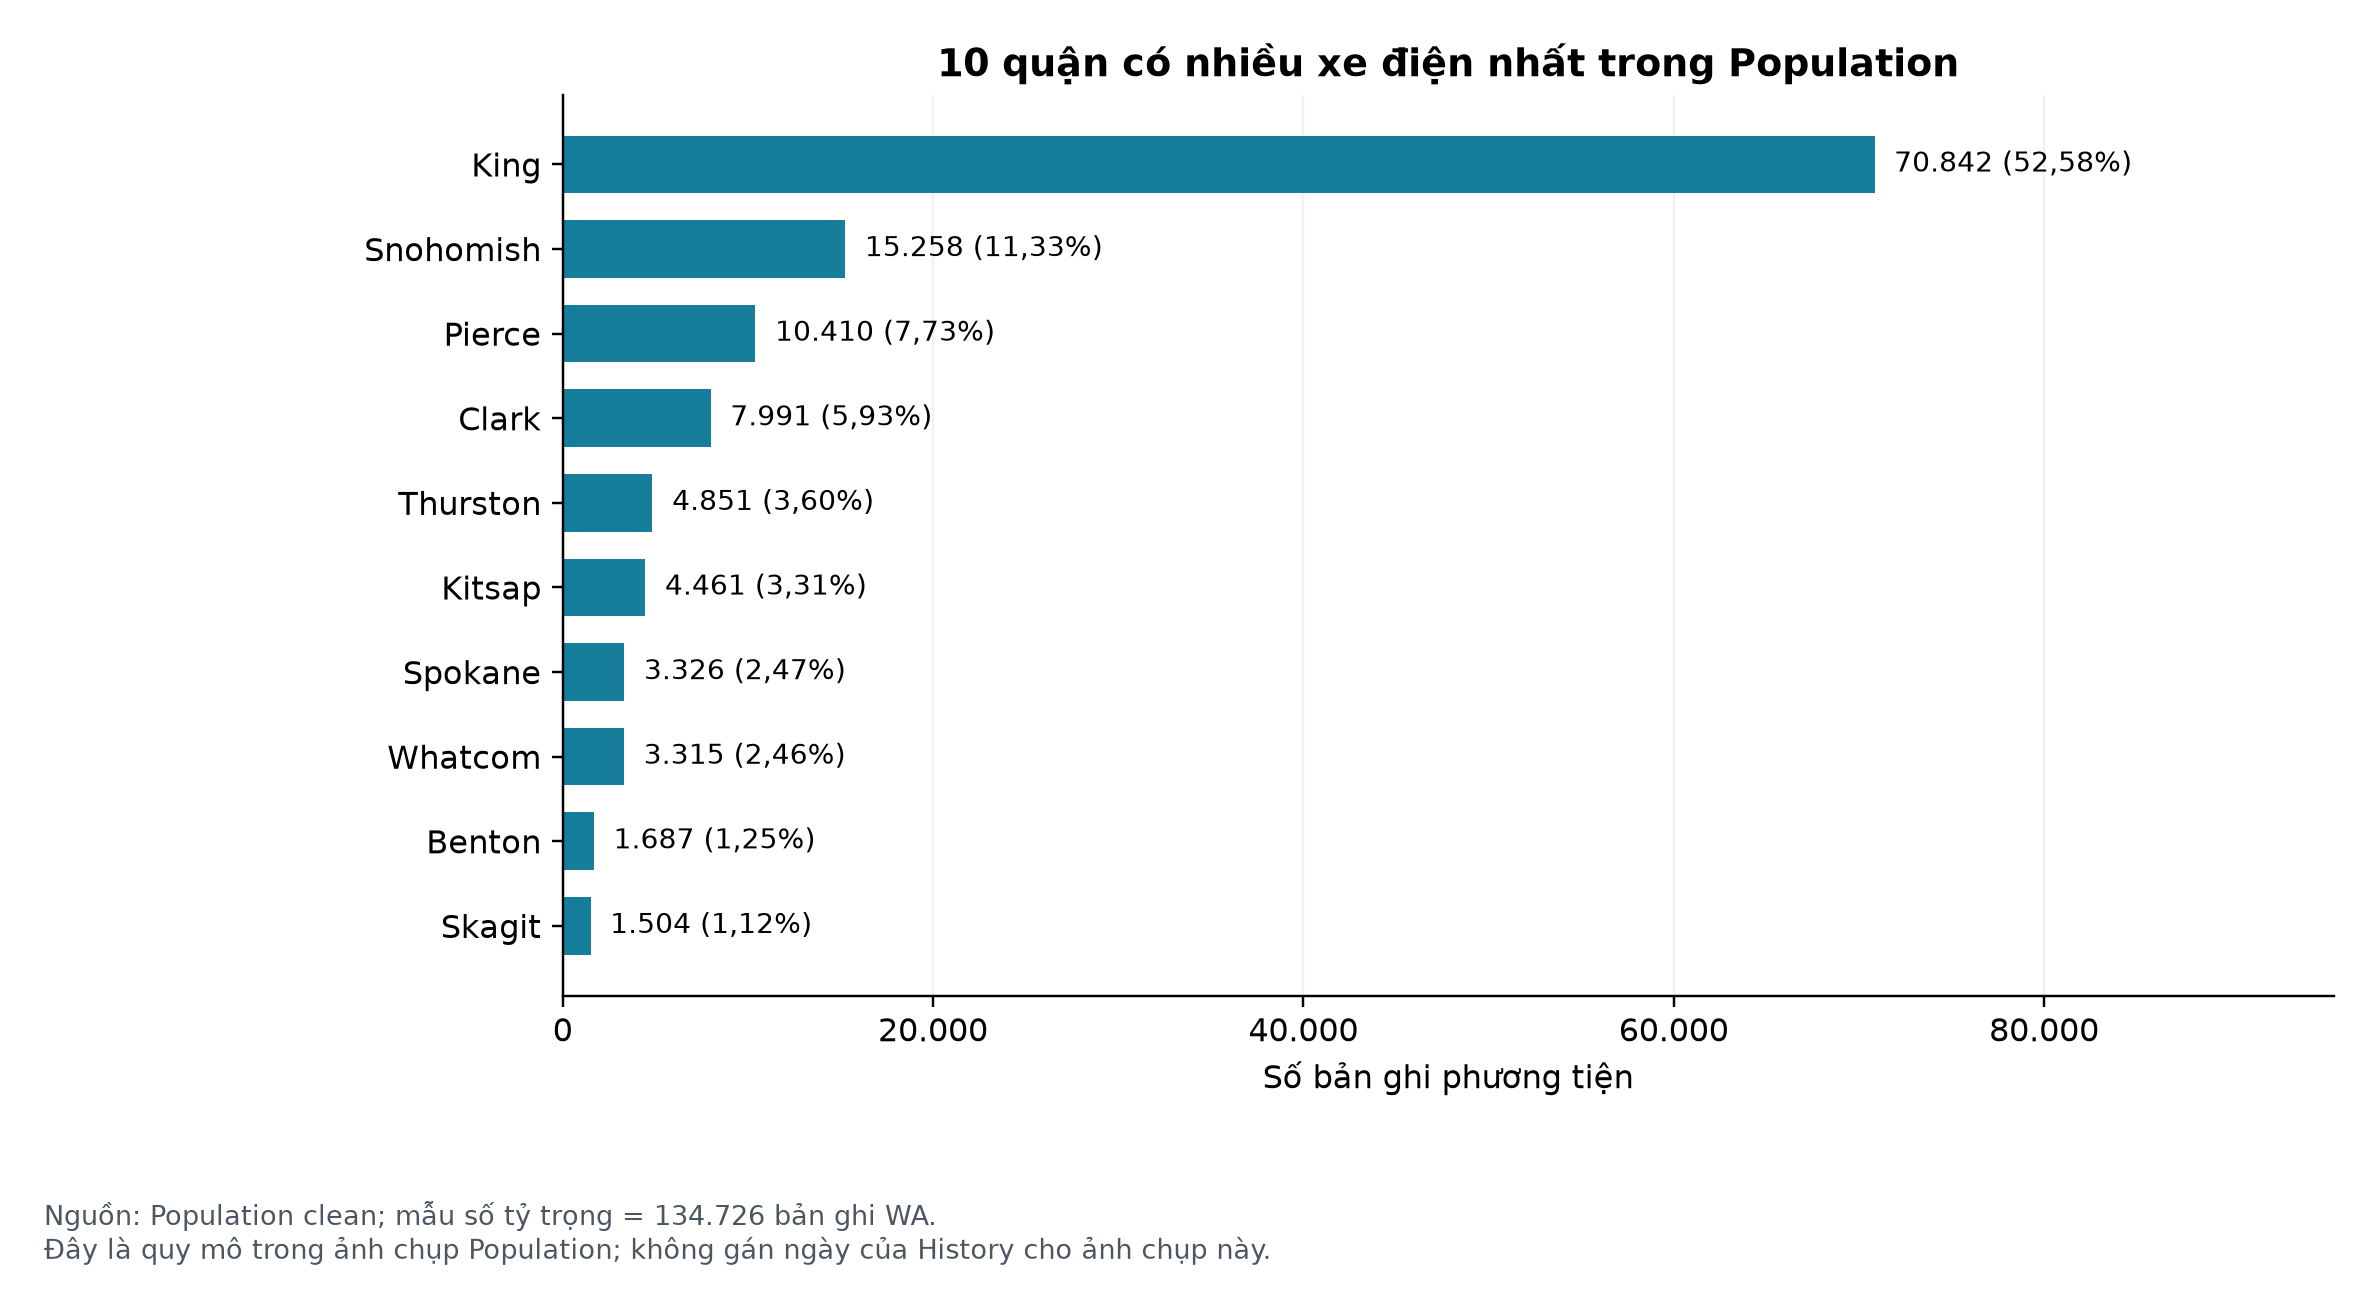 10 quận có nhiều xe điện nhất trong Population
King 70.842 (52,58%)
Snohomish 15.258 (11,33%)
Pierce 10.410 (7,73%)
Clark 7.991 (5,93%)
Thurston 4.851 (3,60%)
Kitsap 4.461 (3,31%)
Spokane 3.326 (2,47%)
Whatcom 3.315 (2,46%)
Benton 1.687 (1,25%)
Skagit 1.504 (1,12%)
0 20.000 40.000 60.000 80.000
Số bản ghi phương tiện
Nguồn: Population clean; mẫu số tỷ trọng = 134.726 bản ghi WA.
Đây là quy mô trong ảnh chụp Population; không gán ngày của History cho ảnh chụp này.